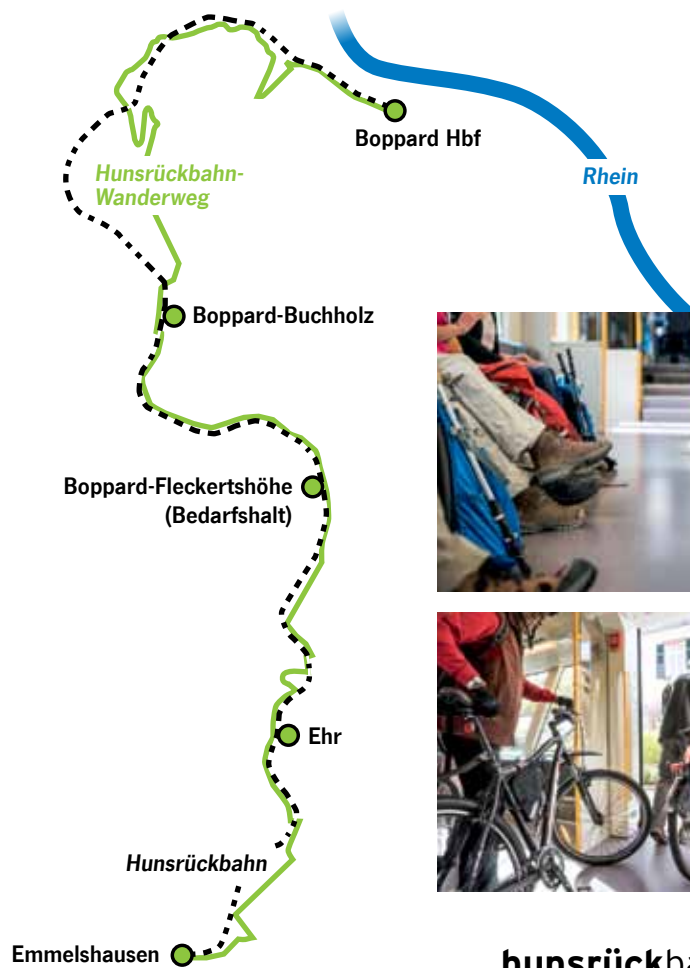 Boppard Hbf
Hunsrückbahn-
Wanderweg
Rhein
Boppard-Buchholz
Boppard-Fleckertshöhe
(Bedarfshalt)
Ehr
Hunsrückbahn
Emmelshausen